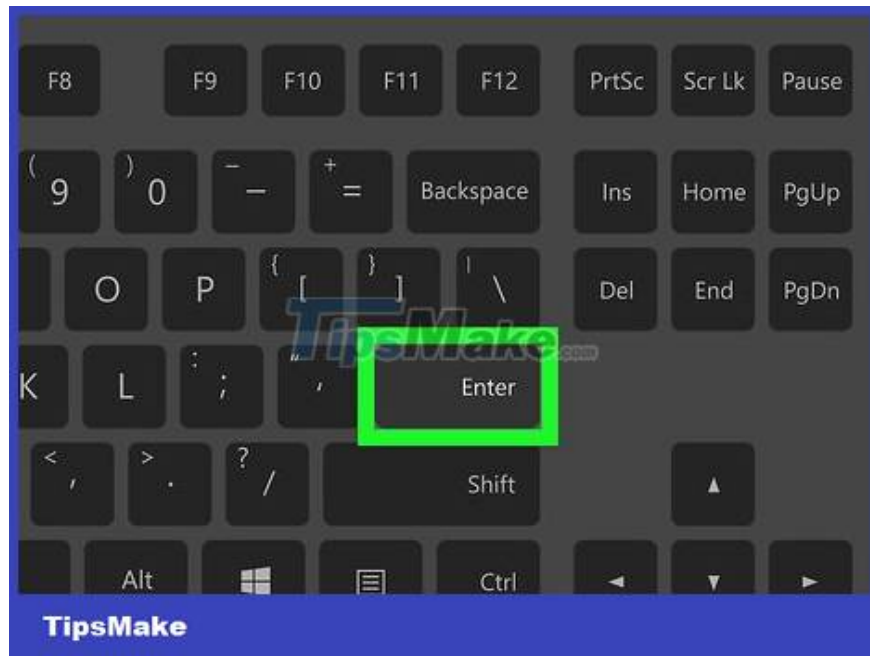 F8 F9 F10 F11 F12 PrtSc Scr Lk Pause
( 9 ) 0 – – + = Backspace Ins Home PgUp
O P { [ } ] | \ Del End PgDn
TipsMake.com
K L : ; " ' Enter
< , > . ? / Shift
Alt Ctrl
TipsMake